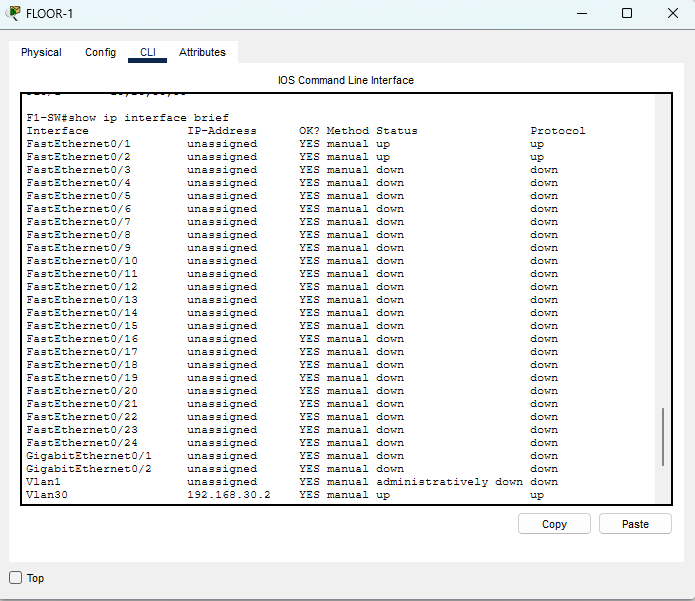 FLOOR-1
Physical Config CLI Attributes
IOS Command Line Interface
F1-SW#show ip interface brief
Interface IP-Address OK? Method Status Protocol
FastEthernet0/1 unassigned YES manual up up
FastEthernet0/2 unassigned YES manual up up
FastEthernet0/3 unassigned YES manual down down
FastEthernet0/4 unassigned YES manual down down
FastEthernet0/5 unassigned YES manual down down
FastEthernet0/6 unassigned YES manual down down
FastEthernet0/7 unassigned YES manual down down
FastEthernet0/8 unassigned YES manual down down
FastEthernet0/9 unassigned YES manual down down
FastEthernet0/10 unassigned YES manual down down
FastEthernet0/11 unassigned YES manual down down
FastEthernet0/12 unassigned YES manual down down
FastEthernet0/13 unassigned YES manual down down
FastEthernet0/14 unassigned YES manual down down
FastEthernet0/15 unassigned YES manual down down
FastEthernet0/16 unassigned YES manual down down
FastEthernet0/17 unassigned YES manual down down
FastEthernet0/18 unassigned YES manual down down
FastEthernet0/19 unassigned YES manual down down
FastEthernet0/20 unassigned YES manual down down
FastEthernet0/21 unassigned YES manual down down
FastEthernet0/22 unassigned YES manual down down
FastEthernet0/23 unassigned YES manual down down
FastEthernet0/24 unassigned YES manual down down
GigabitEthernet0/1 unassigned YES manual down down
GigabitEthernet0/2 unassigned YES manual down down
Vlan1 unassigned YES manual administratively down down
Vlan30 192.168.30.2 YES manual up up
Copy Paste
Top